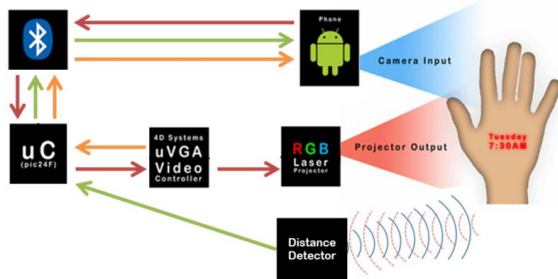 Phone
Camera Input
uC
(pic24F)
4D Systems
uVGA
Video
Controller
RGB
Laser
Projector
Projector Output
Tuesday
7:30AM
Distance
Detector